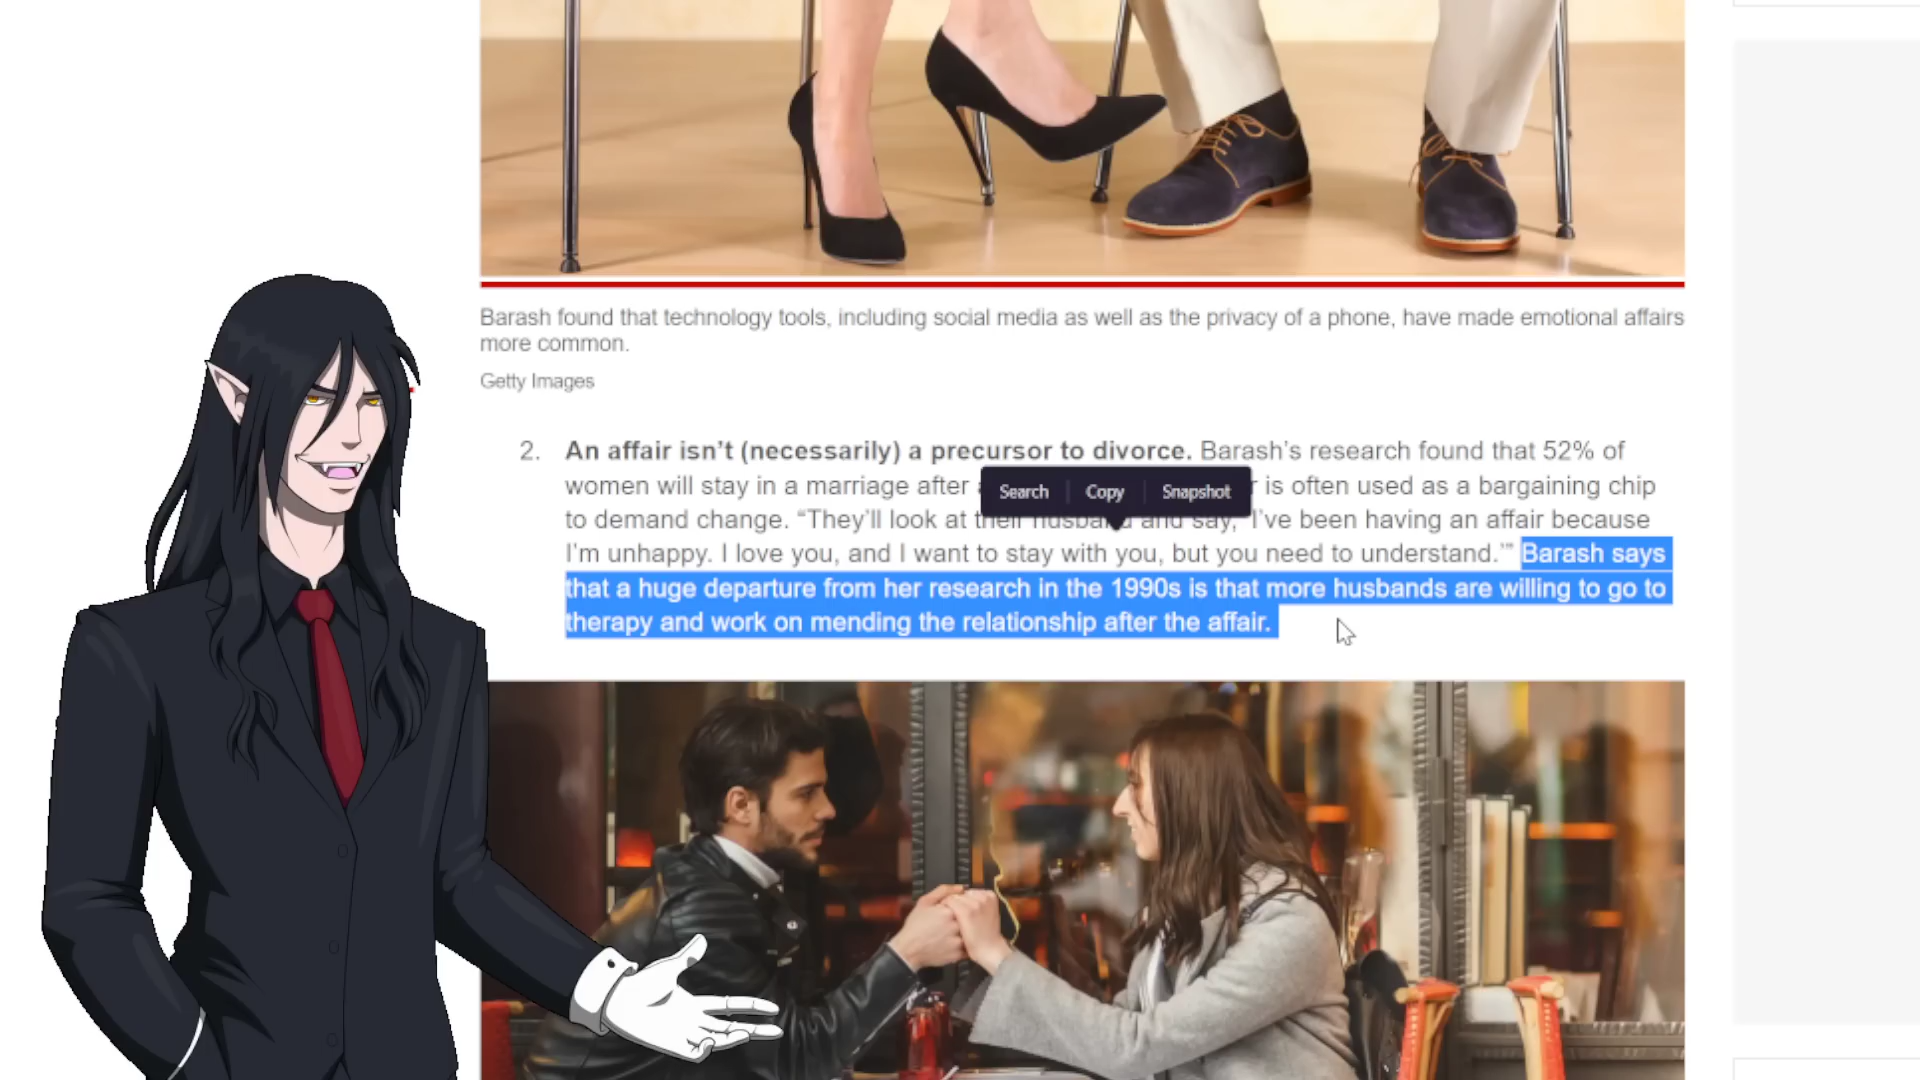 Barash found that technology tools, including social media as well as the privacy of a phone, have made emotional affairs
more common.
Getty Images
2. An affair isn't (necessarily) a precursor to divorce. Barash's research found that 52% of
women will stay in a marriage after is often used as a bargaining chip
Search Copy Snapshot
to demand change. “They'll look at their husband and say, 'I've been having an affair because
I'm unhappy. I love you, and I want to stay with you, but you need to understand.'” Barash says
that a huge departure from her research in the 1990s is that more husbands are willing to go to
therapy and work on mending the relationship after the affair.